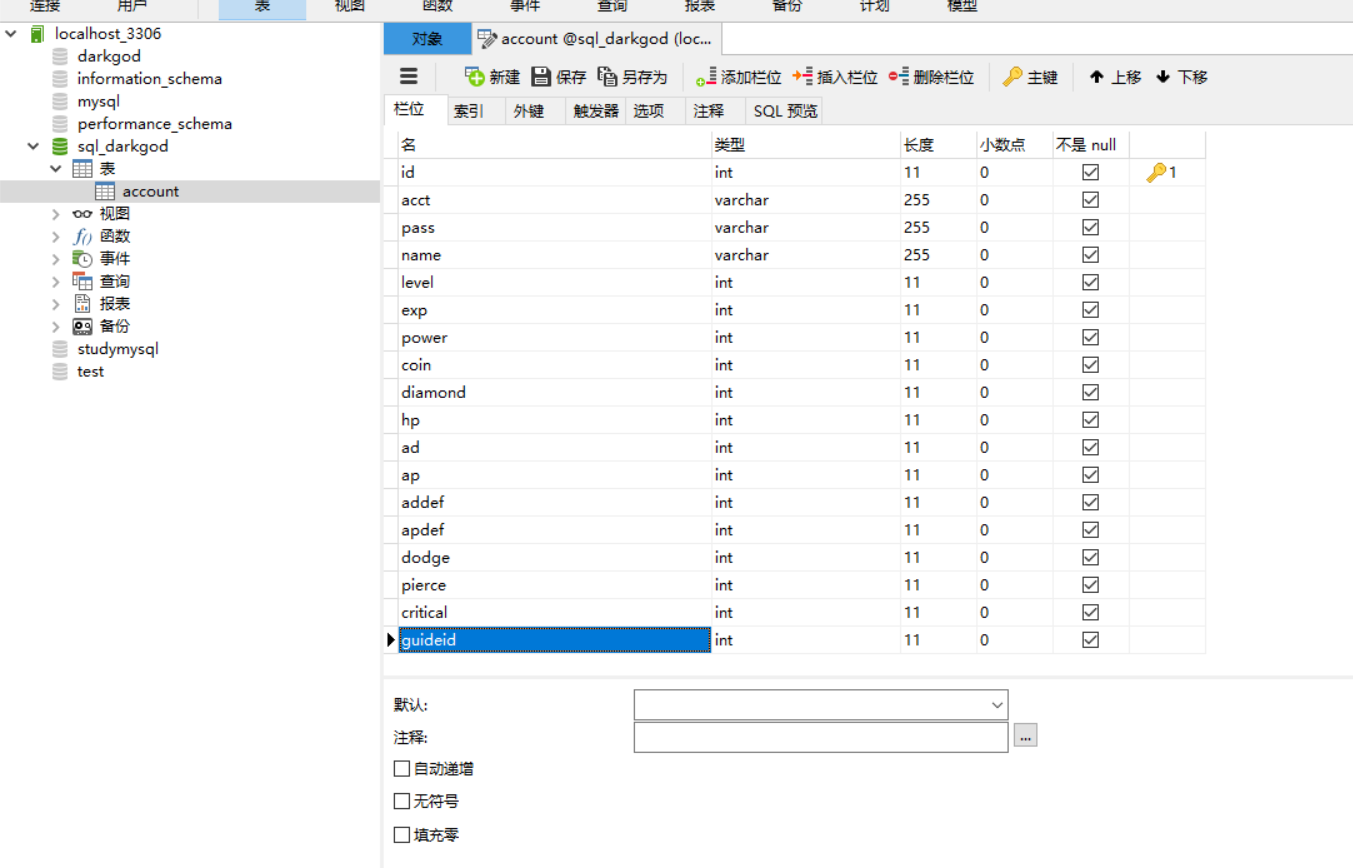 连接 用户 表 视图 函数 事件 查询 报表 备份 计划 模型
localhost_3306
darkgod
information_schema
mysql
performance_schema
sql_darkgod
表
account
视图
函数
事件
查询
报表
备份
studymysql
test
对象 account @sql_darkgod (loc...
新建 保存 另存为 添加栏位 插入栏位 删除栏位 主键 上移 下移
栏位 索引 外键 触发器 选项 注释 SQL 预览
名 类型 长度 小数点 不是 null
id int 11 0 1
acct varchar 255 0
pass varchar 255 0
name varchar 255 0
level int 11 0
exp int 11 0
power int 11 0
coin int 11 0
diamond int 11 0
hp int 11 0
ad int 11 0
ap int 11 0
addef int 11 0
apdef int 11 0
dodge int 11 0
pierce int 11 0
critical int 11 0
guideid int 11 0
默认:
注释:
...
自动递增
无符号
填充零